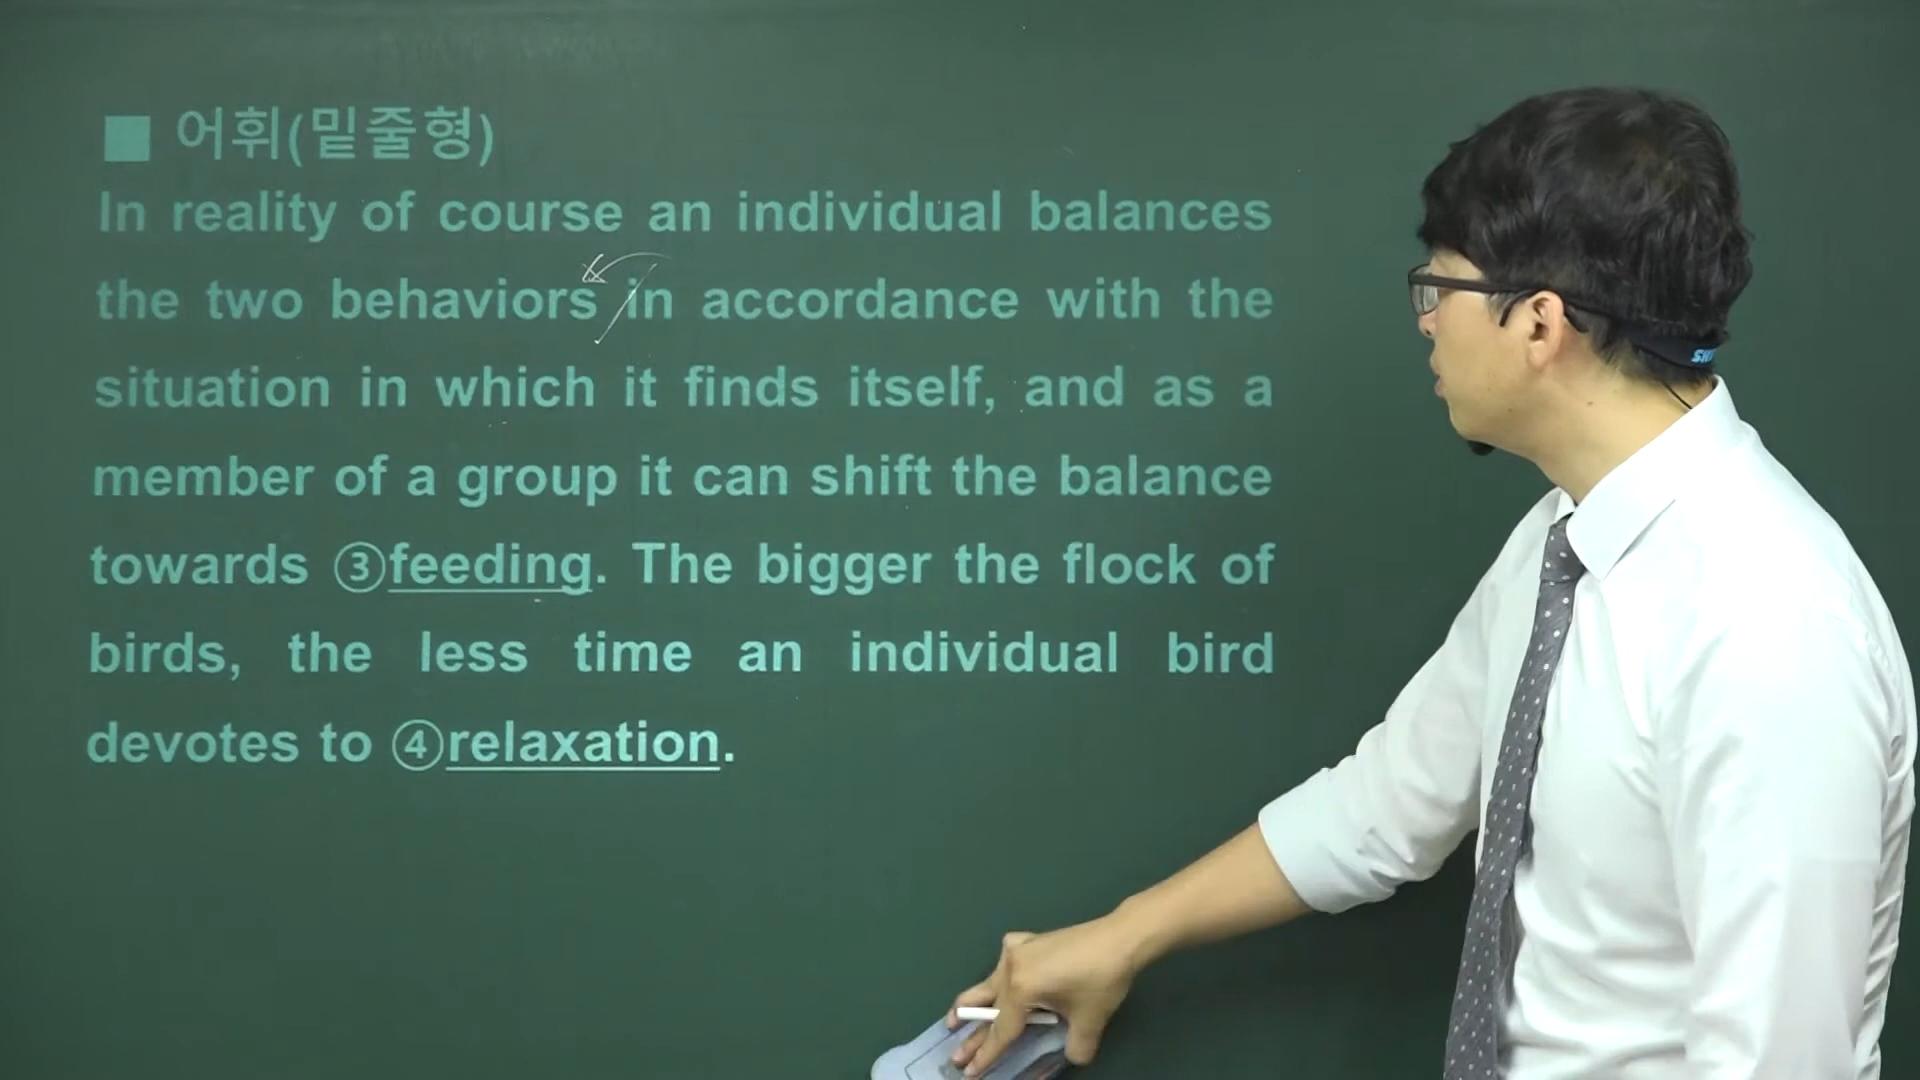 ■ 어휘(밑줄형)
In reality of course an individual balances
the two behaviors in accordance with the
situation in which it finds itself, and as a
member of a group it can shift the balance
towards ③feeding. The bigger the flock of
birds, the less time an individual bird
devotes to ④relaxation.